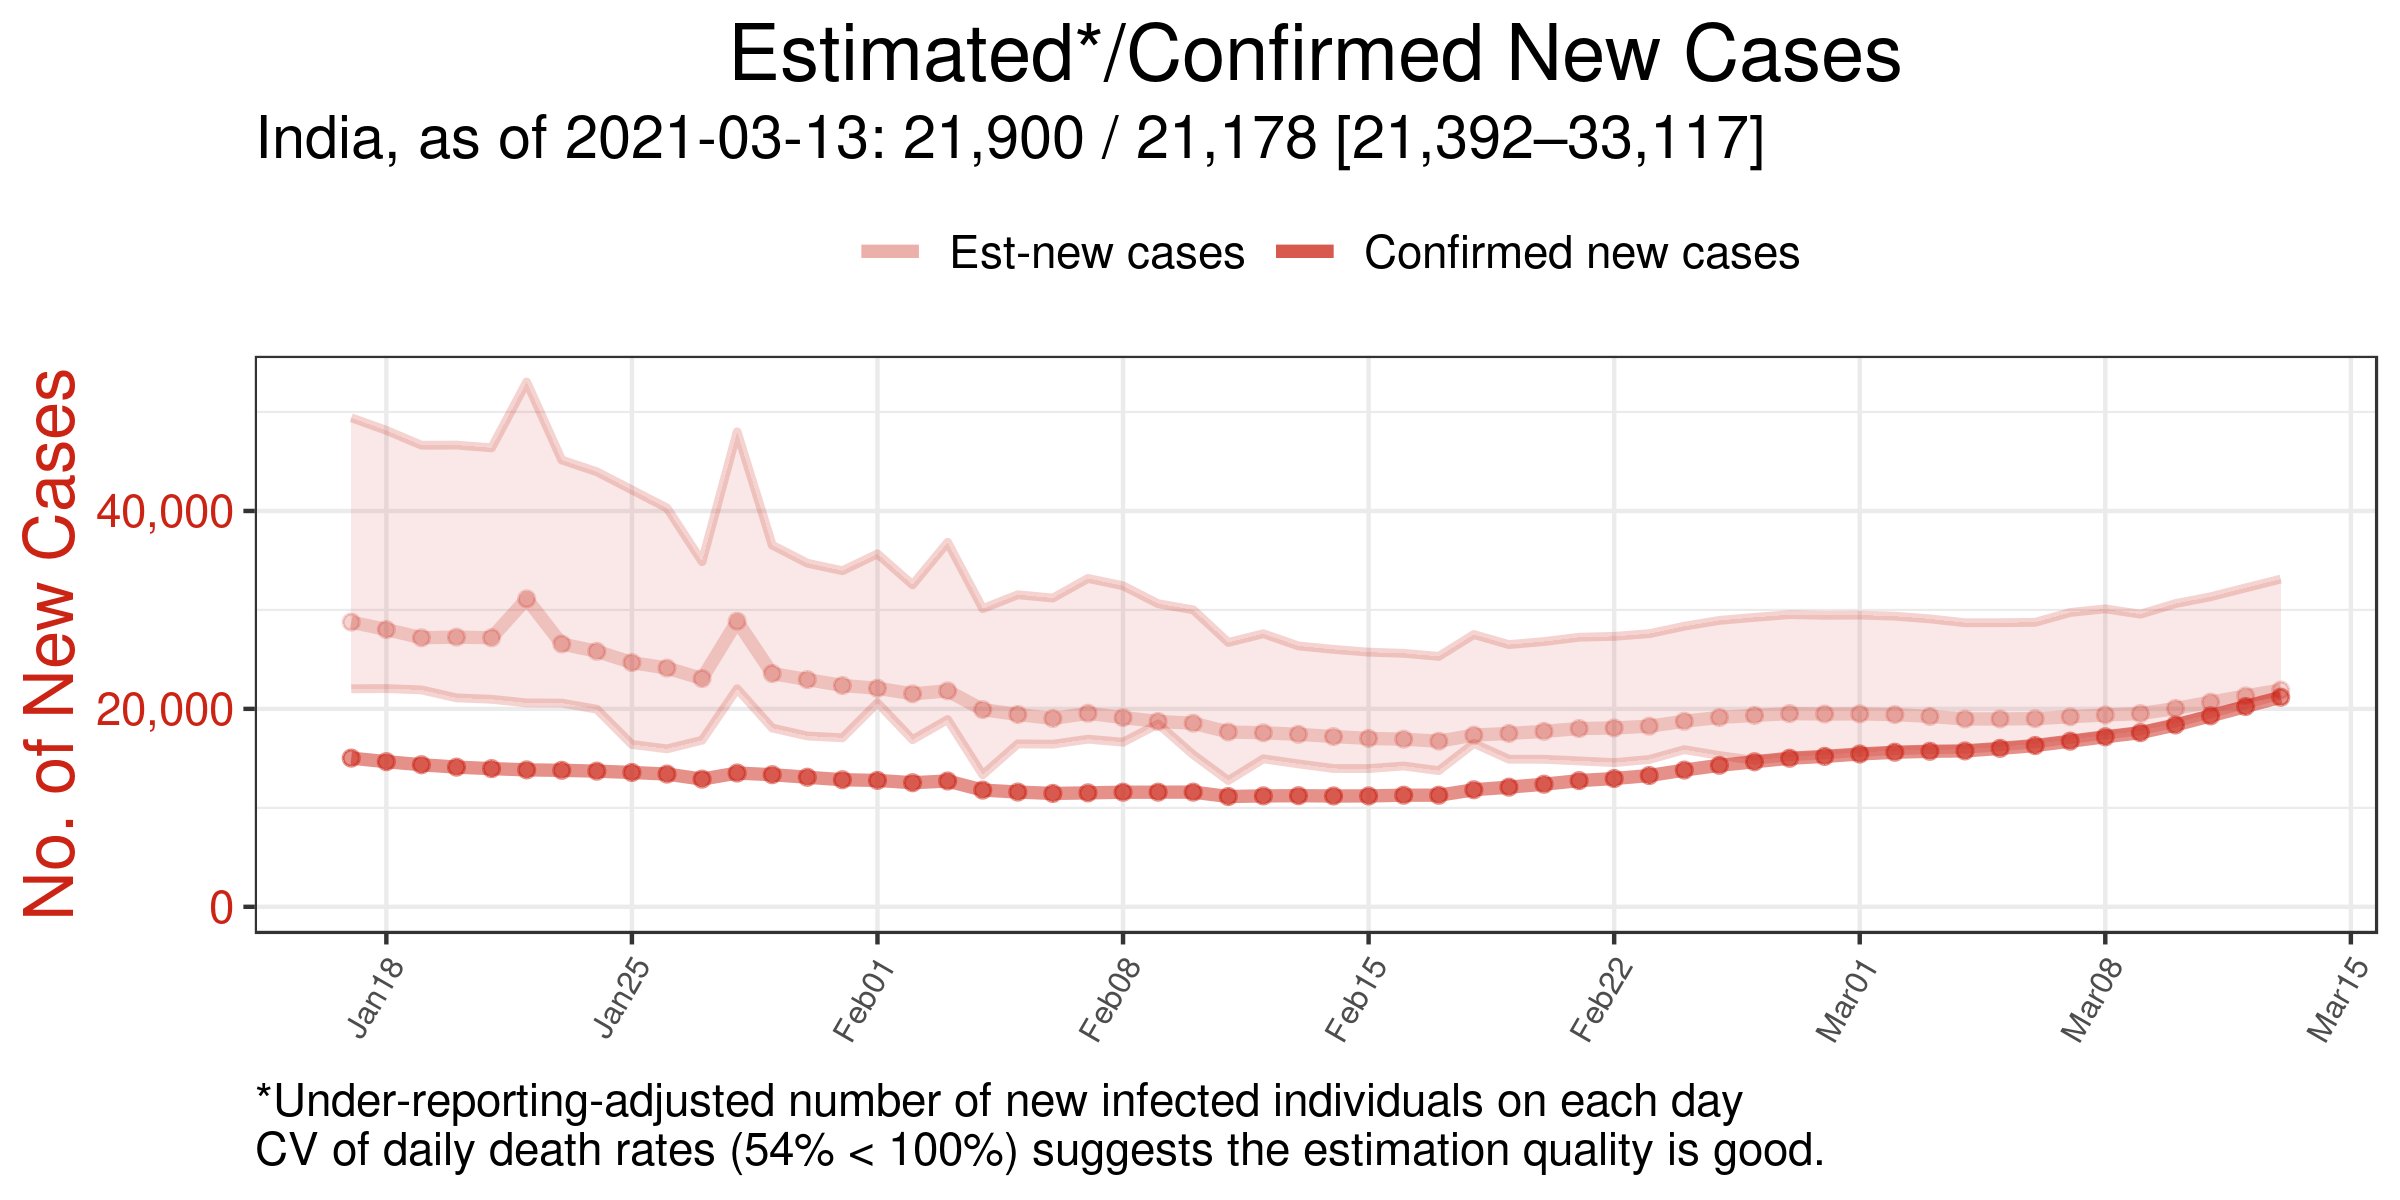 Estimated*/Confirmed New Cases
India, as of 2021-03-13: 21,900 / 21,178 [21,392–33,117]
Est-new cases
Confirmed new cases
No. of New Cases
40,000
20,000
0
Jan18
Jan25
Feb01
Feb08
Feb15
Feb22
Mar01
Mar08
Mar15
*Under-reporting-adjusted number of new infected individuals on each day
CV of daily death rates (54% < 100%) suggests the estimation quality is good.